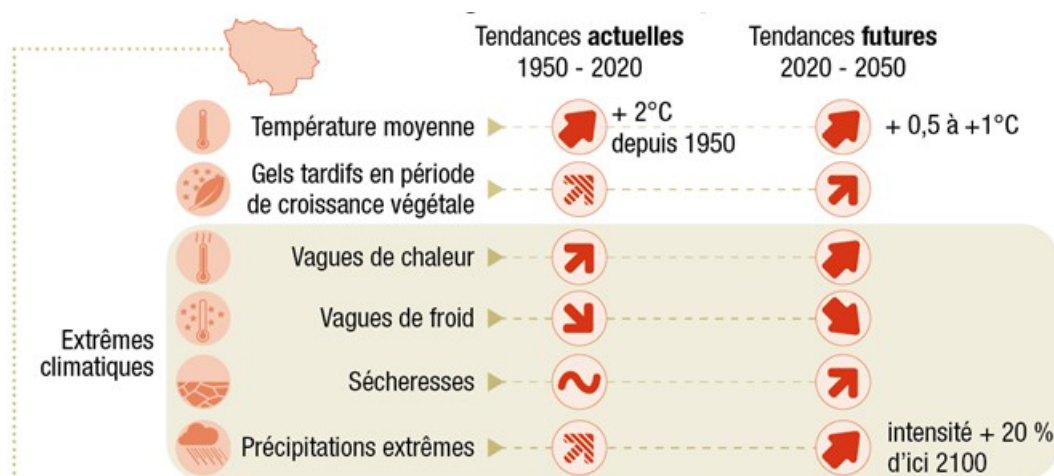 Tendances actuelles
1950 - 2020
Tendances futures
2020 - 2050
Température moyenne
+ 2°C
depuis 1950
+ 0,5 à +1°C
Gels tardifs en période
de croissance végétale
Extrêmes
climatiques
Vagues de chaleur
Vagues de froid
Sécheresses
Précipitations extrêmes
intensité + 20 %
d'ici 2100